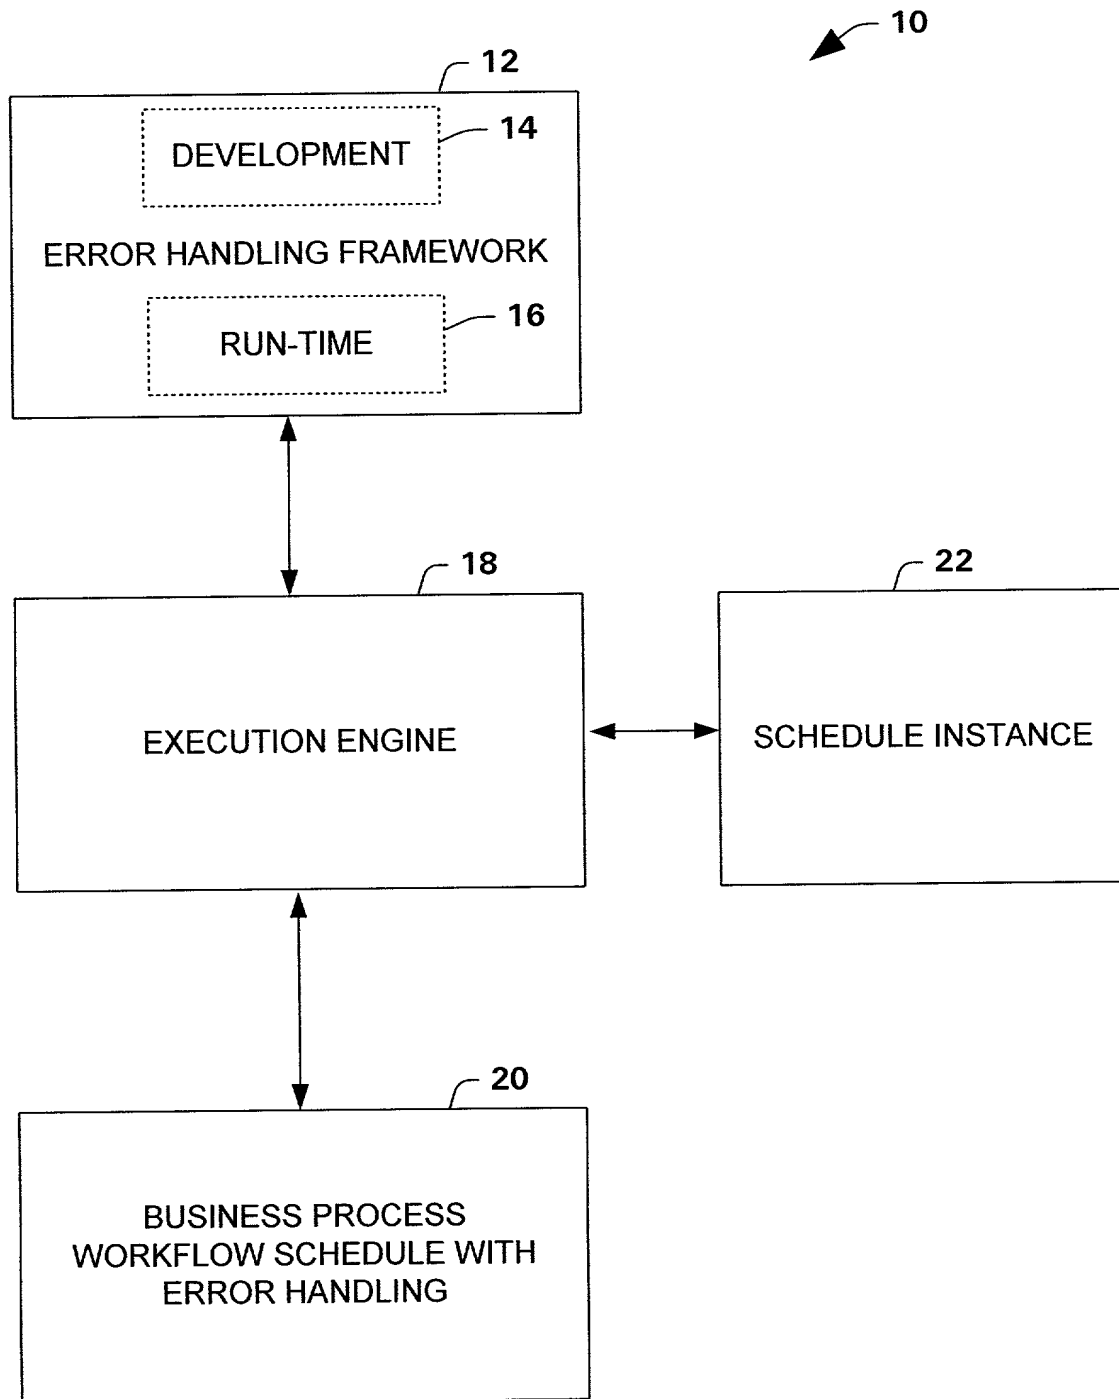 10
12
14
DEVELOPMENT
ERROR HANDLING FRAMEWORK
16
RUN-TIME
18
22
EXECUTION ENGINE
SCHEDULE INSTANCE
20
BUSINESS PROCESS
WORKFLOW SCHEDULE WITH
ERROR HANDLING